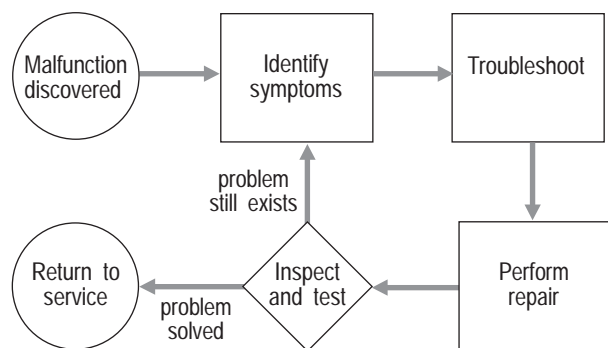 Malfunction
discovered
Identify
symptoms
Troubleshoot
problem
still exists
Return to
service
problem
solved
Inspect
and test
Perform
repair